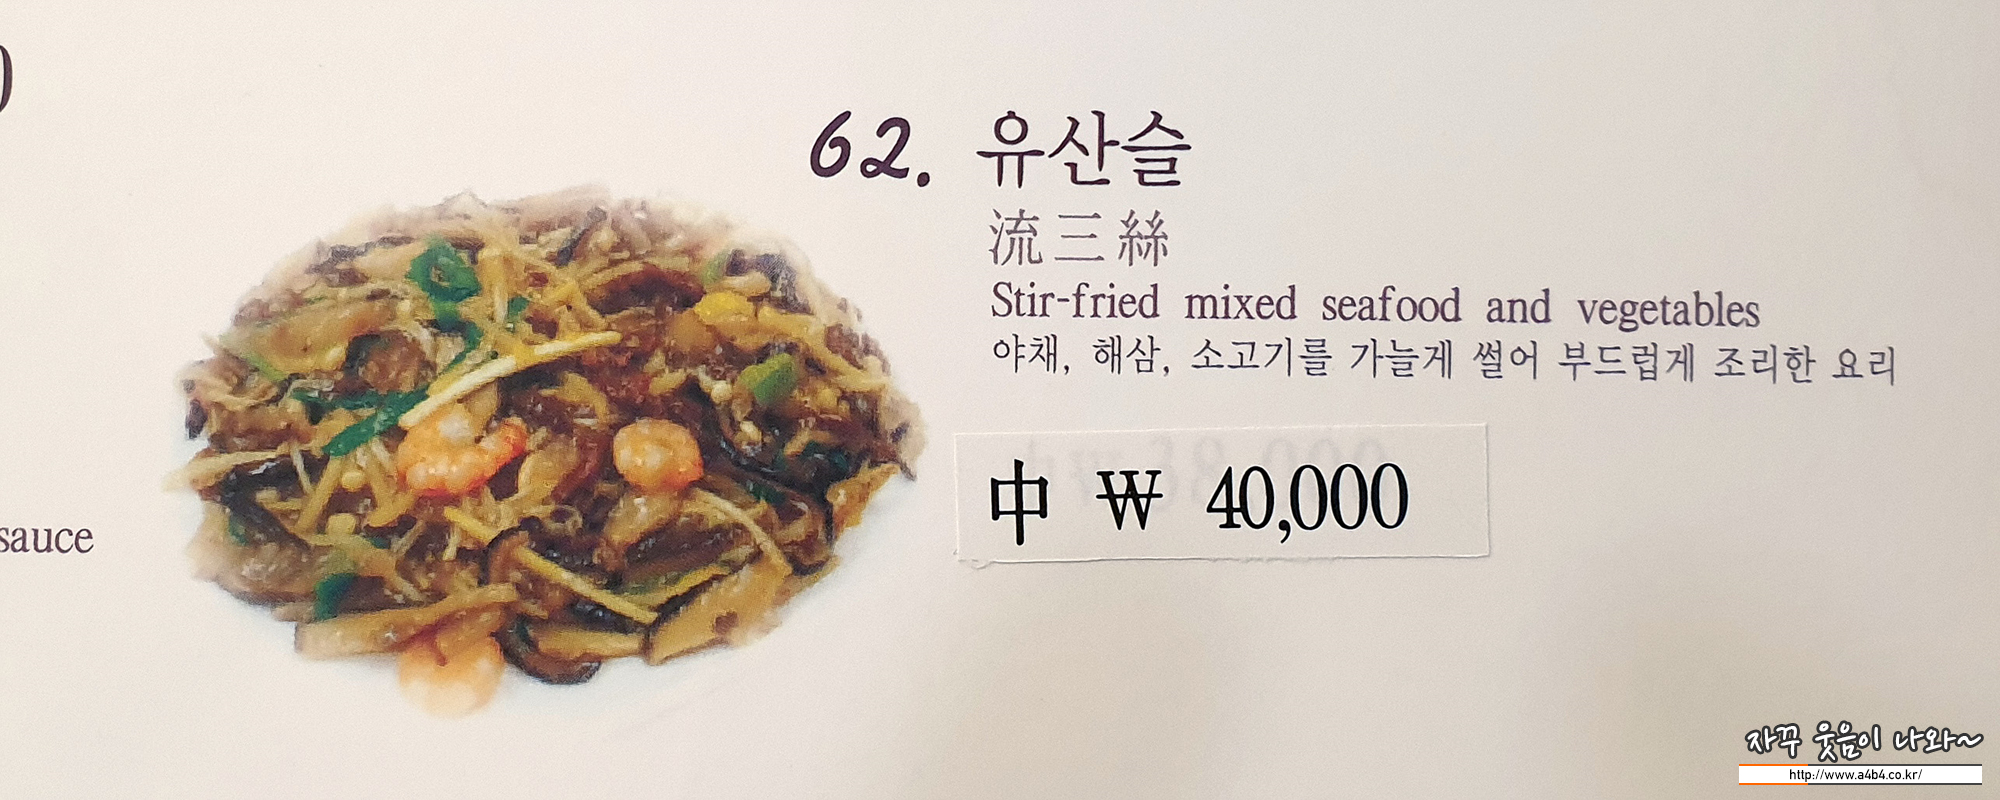 )
62. 유산슬
流三絲
Stir-fried mixed seafood and vegetables
야채, 해삼, 소고기를 가늘게 썰어 부드럽게 조리한 요리
中 ₩ 40,000
sauce
자꾸 웃음이 나와~
http://www.a4b4.co.kr/